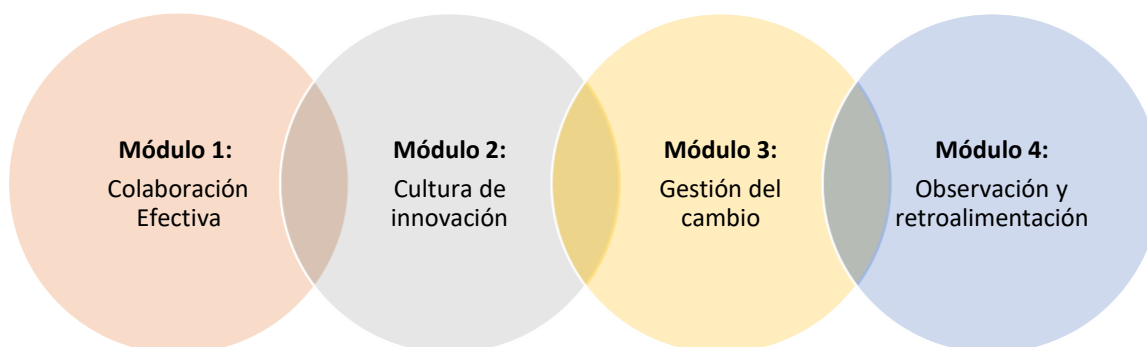 Módulo 1:
Colaboración
Efectiva
Módulo 2:
Cultura de
innovación
Módulo 3:
Gestión del
cambio
Módulo 4:
Observación y
retroalimentación